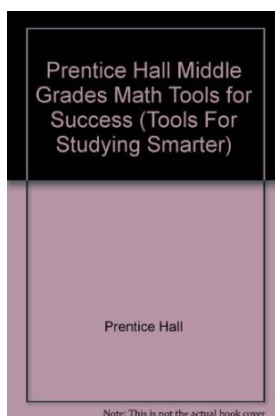 Prentice Hall Middle
Grades Math Tools for
Success (Tools For
Studying Smarter)
Prentice Hall
Note: This is not the actual book cover